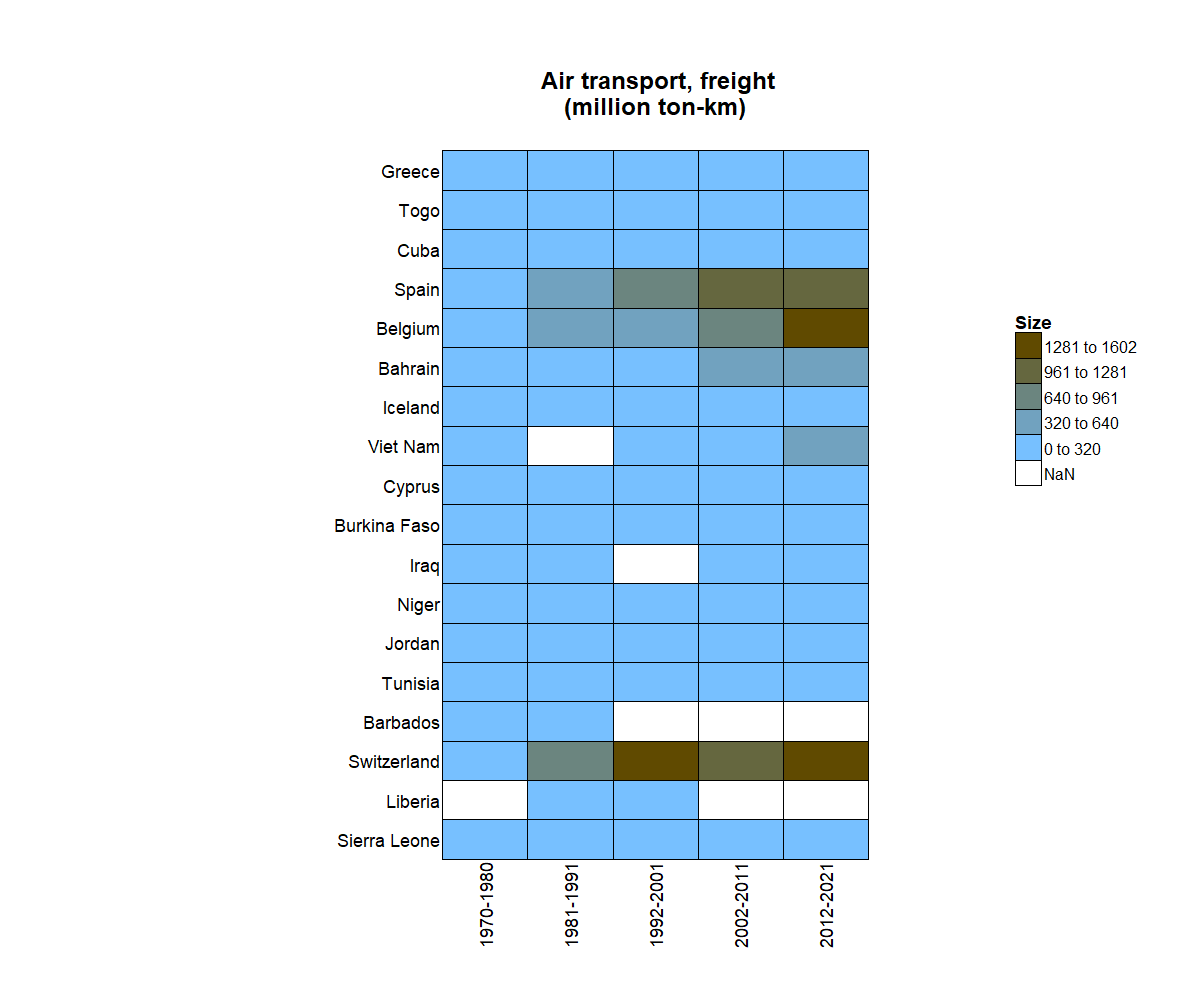 Air transport, freight
(million ton-km)
Greece
Togo
Cuba
Spain
Belgium
Bahrain
Iceland
Viet Nam
Cyprus
Burkina Faso
Iraq
Niger
Jordan
Tunisia
Barbados
Switzerland
Liberia
Sierra Leone
1970-1980
1981-1991
1992-2001
2002-2011
2012-2021
Size
1281 to 1602
961 to 1281
640 to 961
320 to 640
0 to 320
NaN